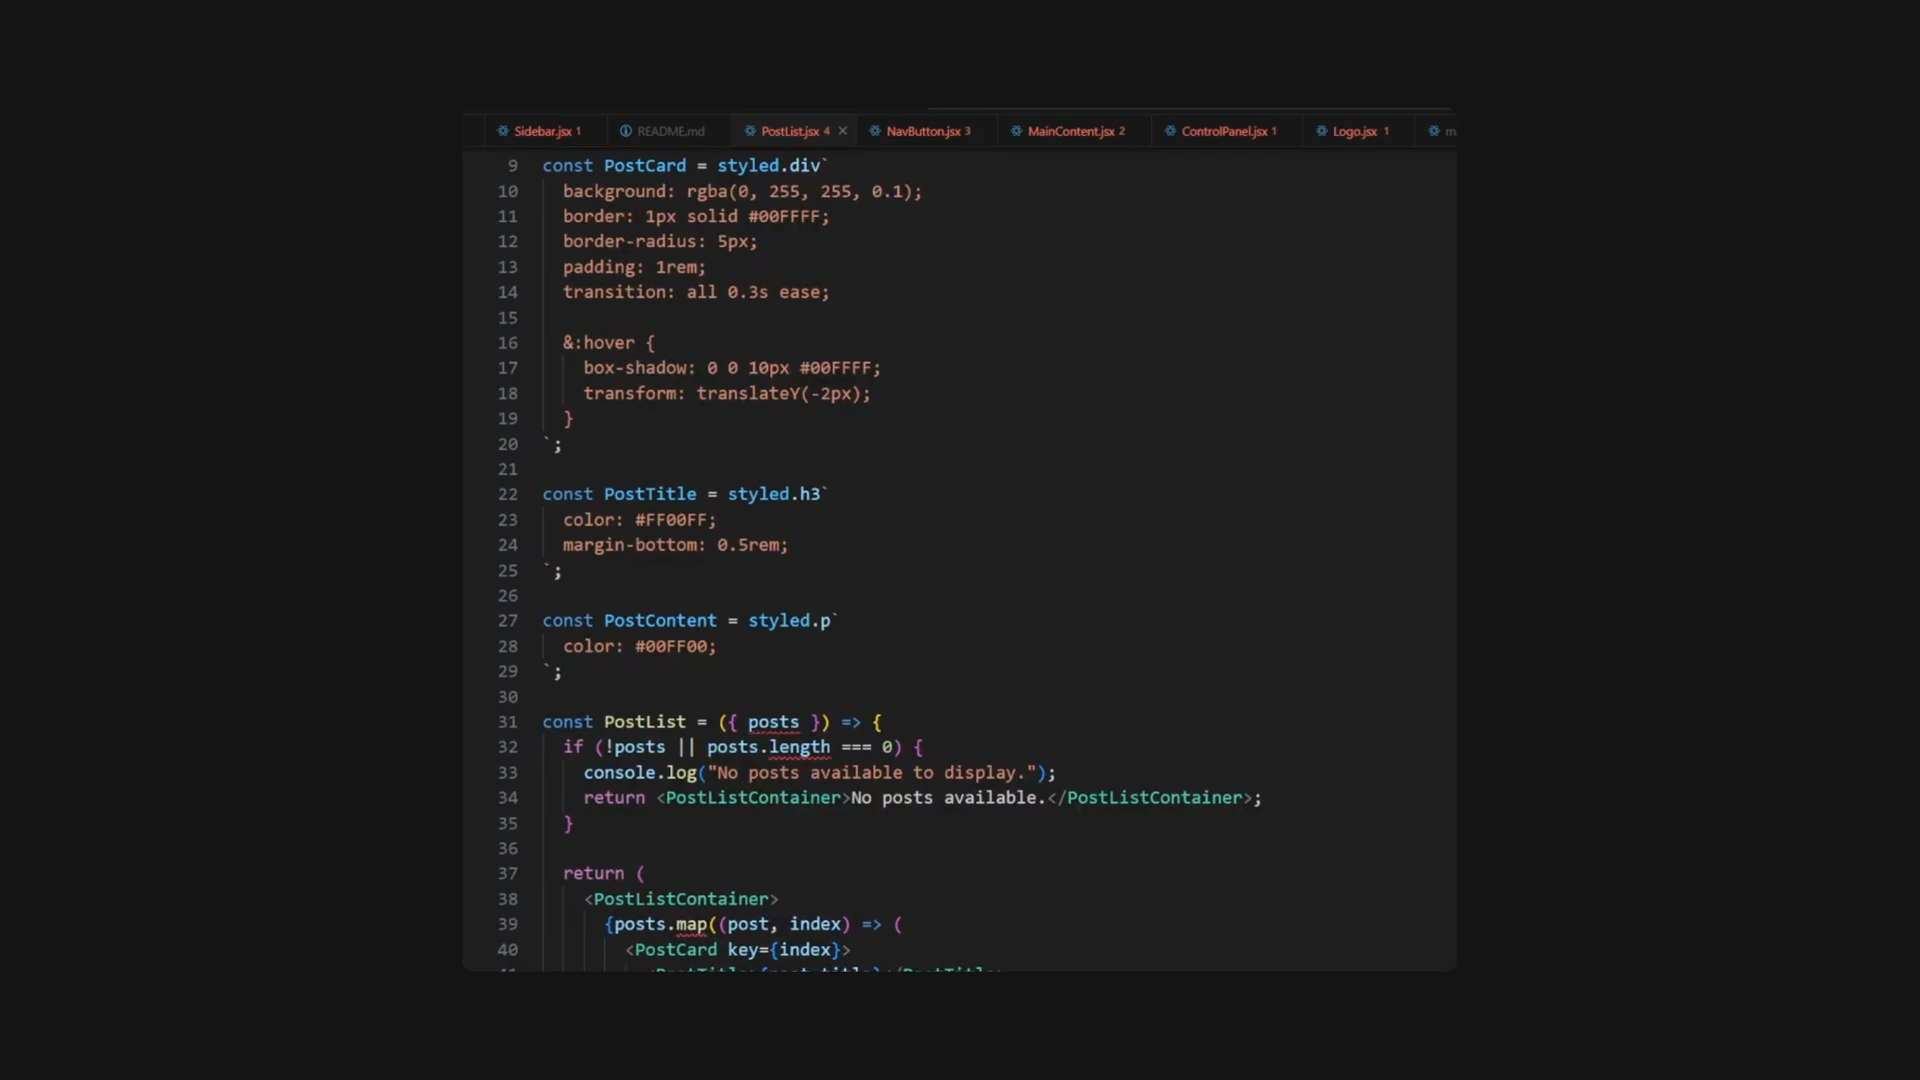 Sidebar.jsx 1 README.md PostList.jsx 4 NavButton.jsx 3 MainContent.jsx 2 ControlPanel.jsx 1 Logo.jsx 1
9 const PostCard = styled.div`
10 background: rgba(0, 255, 255, 0.1);
11 border: 1px solid #00FFFF;
12 border-radius: 5px;
13 padding: 1rem;
14 transition: all 0.3s ease;
15
16 &:hover {
17 box-shadow: 0 0 10px #00FFFF;
18 transform: translateY(-2px);
19 }
20 `;
21
22 const PostTitle = styled.h3`
23 color: #FF00FF;
24 margin-bottom: 0.5rem;
25 `;
26
27 const PostContent = styled.p`
28 color: #00FF00;
29 `;
30
31 const PostList = ({ posts }) => {
32 if (!posts || posts.length === 0) {
33 console.log("No posts available to display.");
34 return <PostListContainer>No posts available.</PostListContainer>;
35 }
36
37 return (
38 <PostListContainer>
39 {posts.map((post, index) => (
40 <PostCard key={index}>